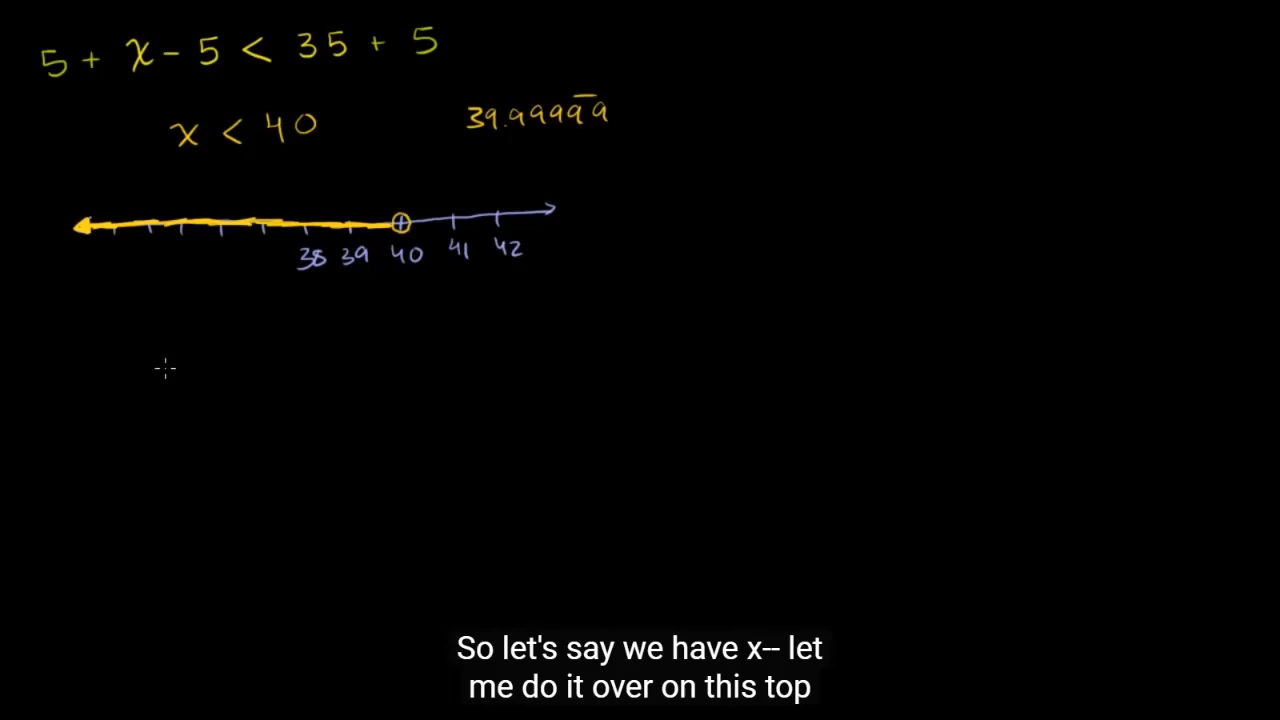 5 + x - 5 < 35 + 5
x < 40
39.9999̅9
38 39 40 41 42
So let's say we have x-- let
me do it over on this top